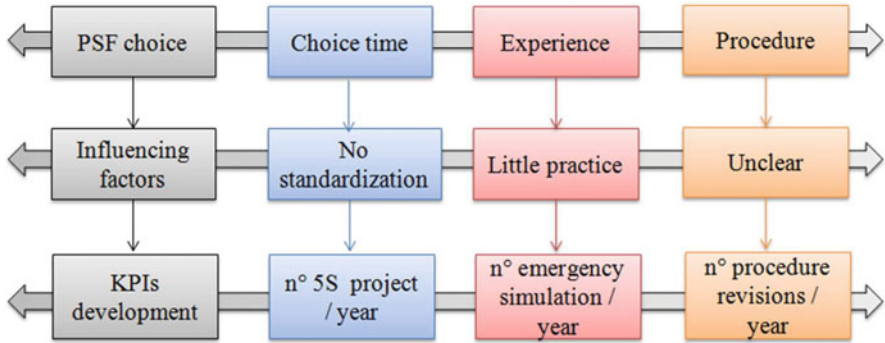 PSF choice
Choice time
Experience
Procedure
Influencing
factors
No
standardization
Little practice
Unclear
KPIs
development
n° 5S project
/ year
n° emergency
simulation /
year
n° procedure
revisions /
year